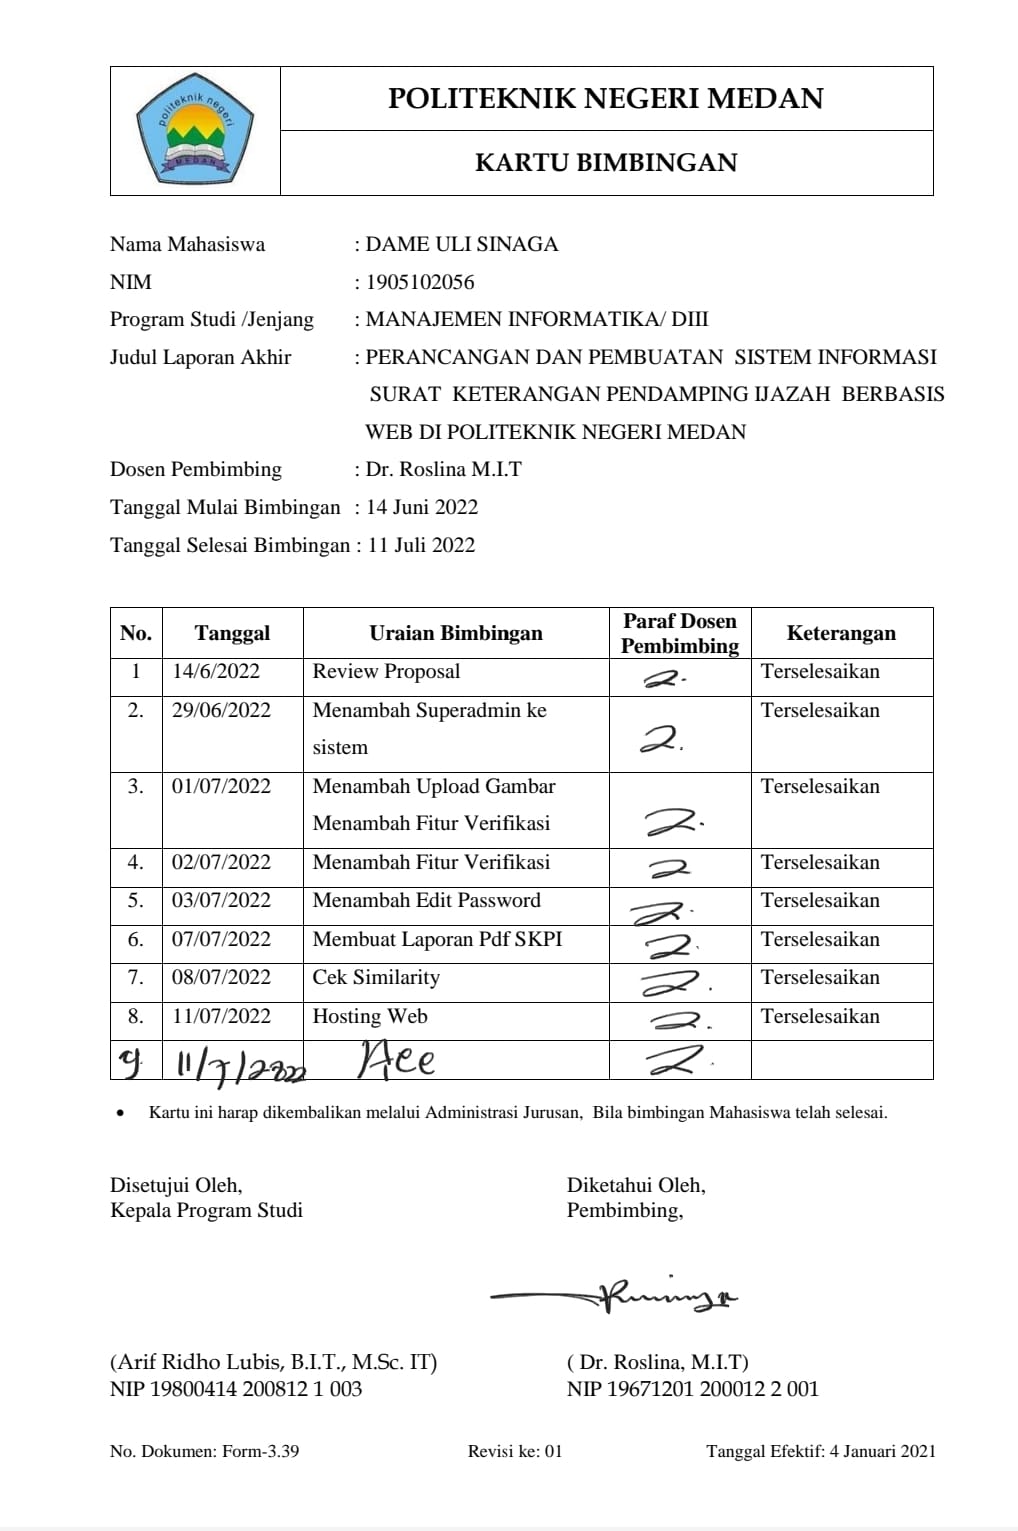 politeknik negeri
MEDAN
POLITEKNIK NEGERI MEDAN
KARTU BIMBINGAN
Nama Mahasiswa : DAME ULI SINAGA
NIM : 1905102056
Program Studi /Jenjang : MANAJEMEN INFORMATIKA/ DIII
Judul Laporan Akhir : PERANCANGAN DAN PEMBUATAN SISTEM INFORMASI
SURAT KETERANGAN PENDAMPING IJAZAH BERBASIS
WEB DI POLITEKNIK NEGERI MEDAN
Dosen Pembimbing : Dr. Roslina M.I.T
Tanggal Mulai Bimbingan : 14 Juni 2022
Tanggal Selesai Bimbingan : 11 Juli 2022
No. Tanggal Uraian Bimbingan Paraf Dosen Pembimbing Keterangan
1 14/6/2022 Review Proposal Terselesaikan
2. 29/06/2022 Menambah Superadmin ke Terselesaikan
sistem
3. 01/07/2022 Menambah Upload Gambar Terselesaikan
Menambah Fitur Verifikasi
4. 02/07/2022 Menambah Fitur Verifikasi Terselesaikan
5. 03/07/2022 Menambah Edit Password Terselesaikan
6. 07/07/2022 Membuat Laporan Pdf SKPI Terselesaikan
7. 08/07/2022 Cek Similarity Terselesaikan
8. 11/07/2022 Hosting Web Terselesaikan
9. 11/7/2022 Acc
• Kartu ini harap dikembalikan melalui Administrasi Jurusan, Bila bimbingan Mahasiswa telah selesai.
Disetujui Oleh, Diketahui Oleh,
Kepala Program Studi Pembimbing,
(Arif Ridho Lubis, B.I.T., M.Sc. IT) ( Dr. Roslina, M.I.T)
NIP 19800414 200812 1 003 NIP 19671201 200012 2 001
No. Dokumen: Form-3.39 Revisi ke: 01 Tanggal Efektif: 4 Januari 2021